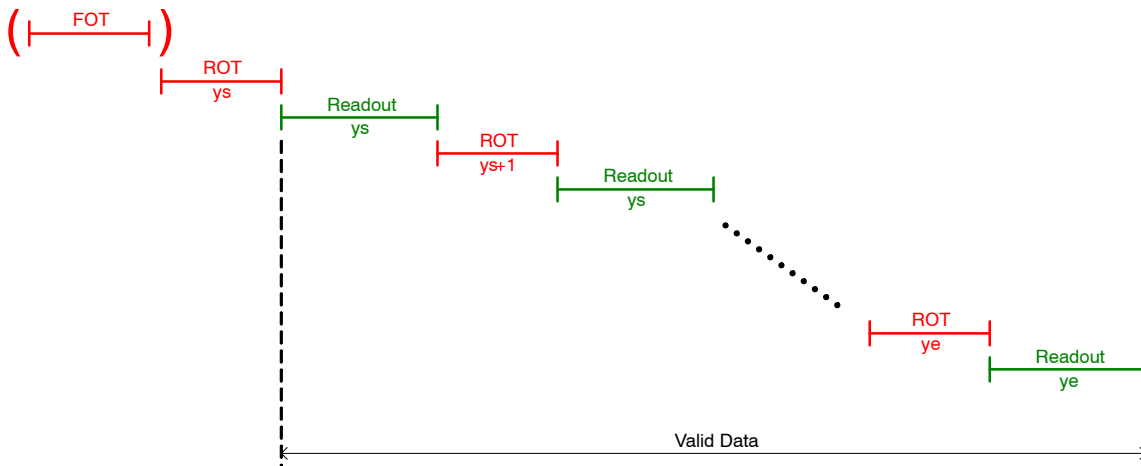 ( FOT )
ROT
ys
Readout
ys
ROT
ys+1
Readout
ys
ROT
ye
Readout
ye
Valid Data